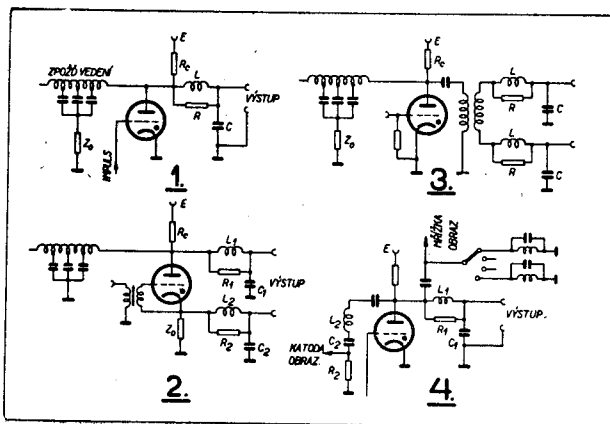 E
Rc
L
ZPOŽĎ VEDENÍ
VÝSTUP
R
C
Zo
IMPULS
1.
E
Rc
L
R
C
Zo
L
R
C
3.
E
Rc
L1
R1
C1
VÝSTUP
L2
Zo
R2
C2
2.
MŘÍŽKA
OBRAZ
E
L1
L2
R1
C1
VÝSTUP
C2
KATODA
OBRAZ.
R2
4.